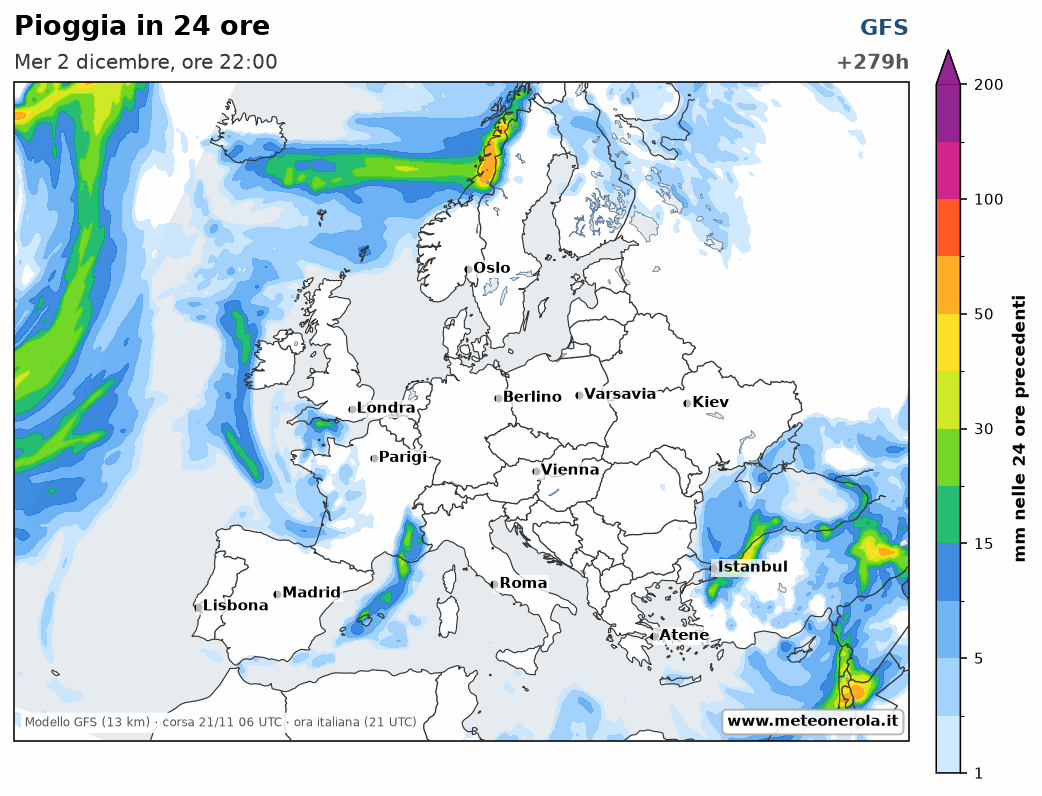 Pioggia in 24 ore
GFS
Mer 2 dicembre, ore 22:00
+279h
200
100
50
30
15
5
1
mm nelle 24 ore precedenti
Oslo
Londra
Berlino
Varsavia
Kiev
Parigi
Vienna
Istanbul
Madrid
Roma
Lisbona
Atene
Modello GFS (13 km) · corsa 21/11 06 UTC · ora italiana (21 UTC)
www.meteonerola.it